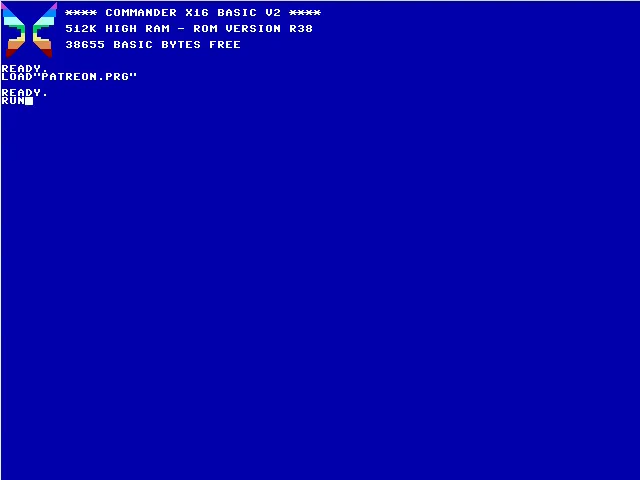 **** COMMANDER X16 BASIC V2 ****
512K HIGH RAM - ROM VERSION R38
38655 BASIC BYTES FREE
READY.
LOAD"PATREON.PRG"
READY.
RUN